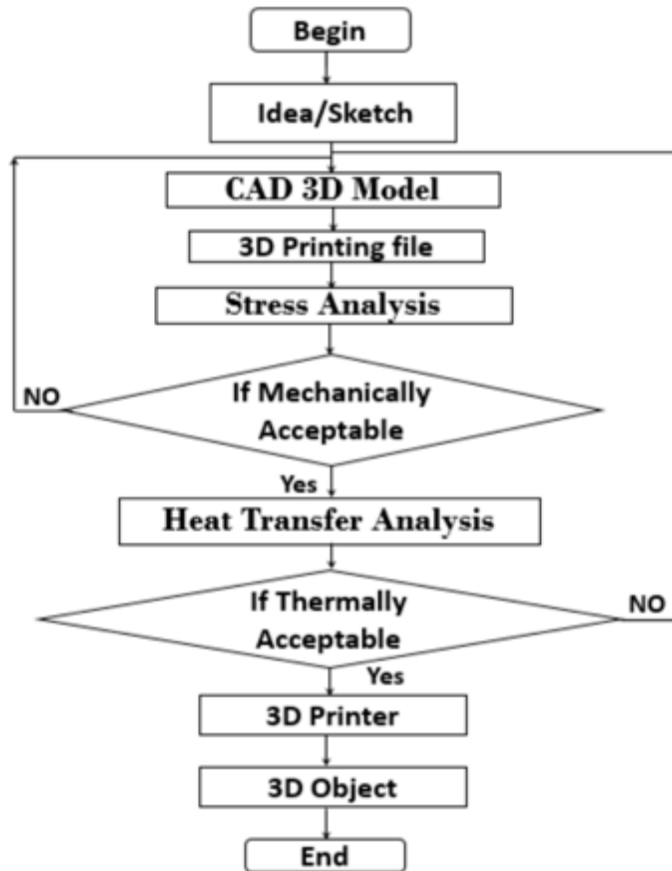 Begin
Idea/Sketch
CAD 3D Model
3D Printing file
Stress Analysis
If Mechanically
Acceptable
NO
Yes
Heat Transfer Analysis
If Thermally
Acceptable
NO
Yes
3D Printer
3D Object
End